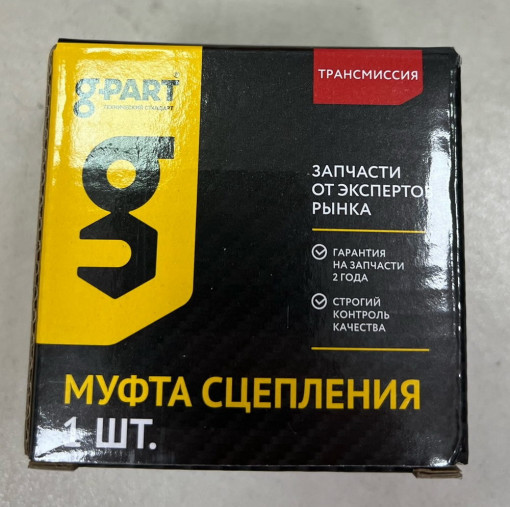 g-PART
ТЕХНИЧЕСКИЙ СТАНДАРТ
ТРАНСМИССИЯ
ЗАПЧАСТИ
ОТ ЭКСПЕРТОВ
РЫНКА
ГАРАНТИЯ
НА ЗАПЧАСТИ
2 ГОДА
СТРОГИЙ
КОНТРОЛЬ
КАЧЕСТВА
МУФТА СЦЕПЛЕНИЯ
1 ШТ.